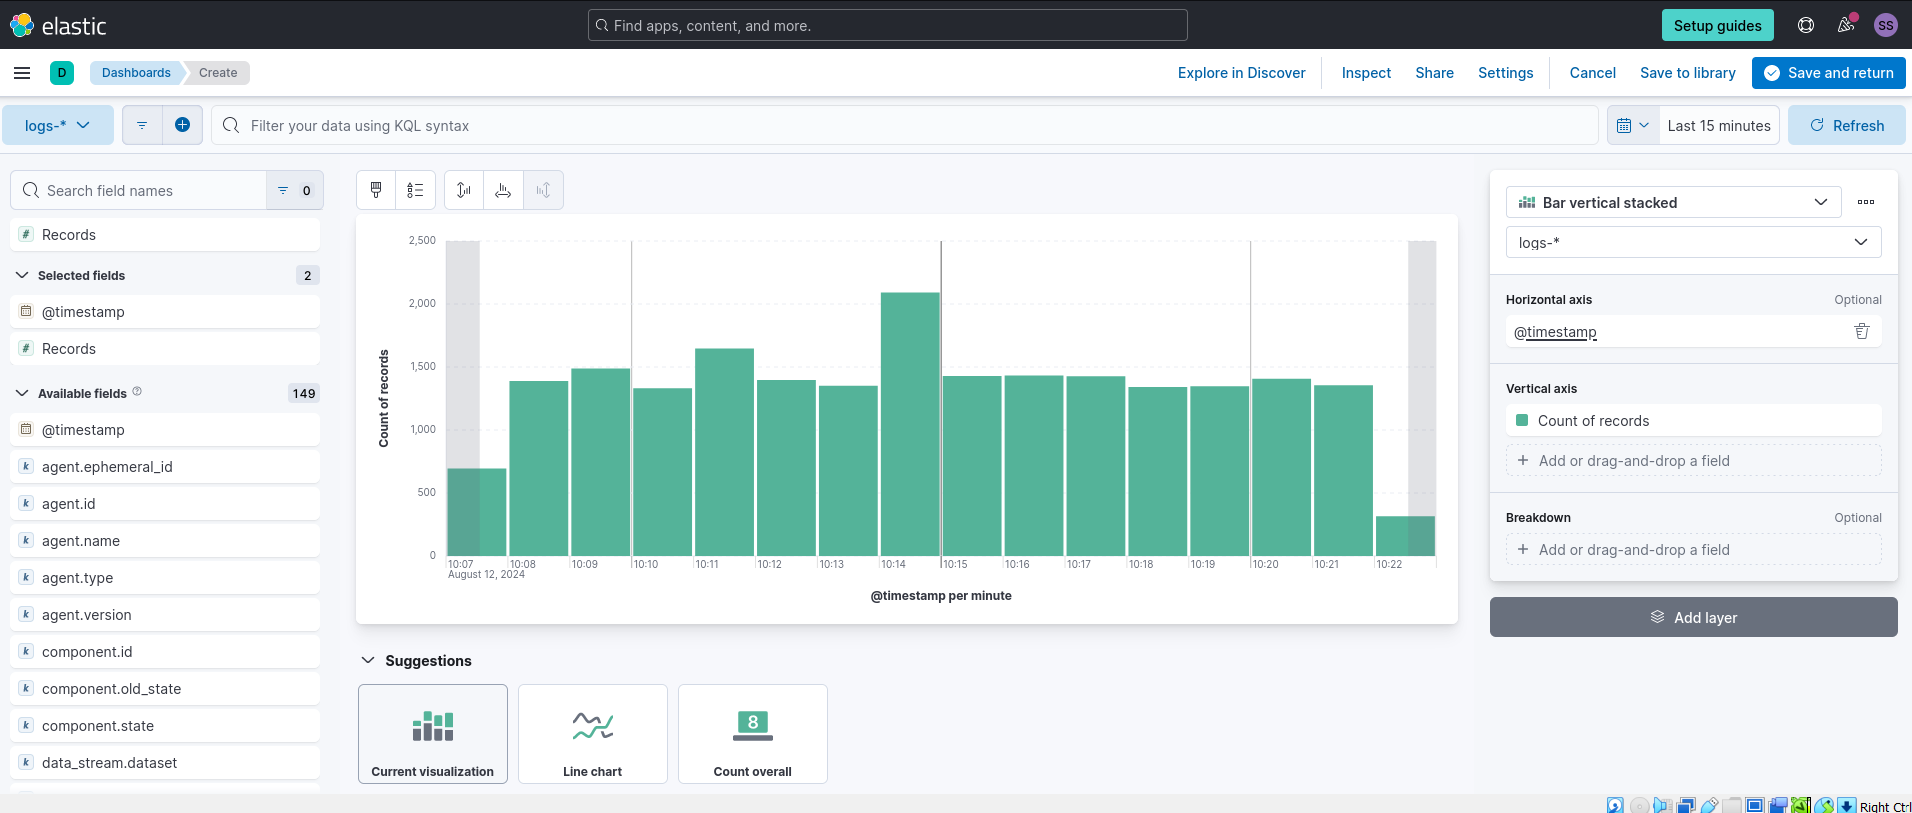 elastic
Find apps, content, and more.
Setup guides
SS
D
Dashboards
Create
Explore in Discover
Inspect
Share
Settings
Cancel
Save to library
Save and return
logs-*
Filter your data using KQL syntax
Last 15 minutes
Refresh
Search field names
0
# Records
Selected fields
2
@timestamp
# Records
Available fields
149
@timestamp
k agent.ephemeral_id
k agent.id
k agent.name
k agent.type
k agent.version
k component.id
k component.old_state
k component.state
k data_stream.dataset
Count of records
2,500
2,000
1,500
1,000
500
0
10:07 10:08 10:09 10:10 10:11 10:12 10:13 10:14 10:15 10:16 10:17 10:18 10:19 10:20 10:21 10:22
August 12, 2024
@timestamp per minute
Suggestions
Current visualization
Line chart
8
Count overall
Bar vertical stacked
logs-*
Horizontal axis
Optional
@timestamp
Vertical axis
Count of records
+ Add or drag-and-drop a field
Breakdown
Optional
+ Add or drag-and-drop a field
Add layer
Right Ctrl